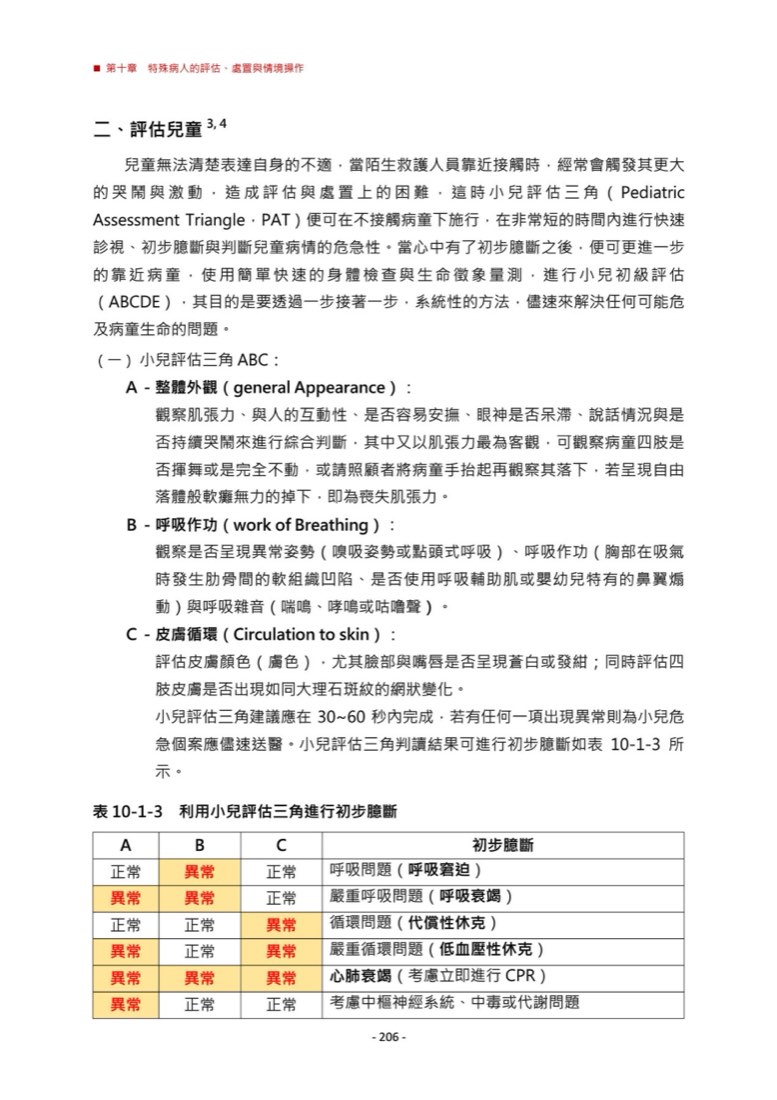 ■ 第十章　特殊病人的評估、處置與情境操作
二、評估兒童 3, 4
兒童無法清楚表達自身的不適，當陌生救護人員靠近接觸時，經常會觸發其更大
的哭鬧與激動，造成評估與處置上的困難，這時小兒評估三角（Pediatric
Assessment Triangle，PAT）便可在不接觸病童下施行，在非常短的時間內進行快速
診視、初步臆斷與判斷兒童病情的危急性。當心中有了初步臆斷之後，便可更進一步
的靠近病童，使用簡單快速的身體檢查與生命徵象量測，進行小兒初級評估
（ABCDE），其目的是要透過一步接著一步，系統性的方法，儘速來解決任何可能危
及病童生命的問題。
（一）小兒評估三角 ABC：
A - 整體外觀（general Appearance）：
觀察肌張力、與人的互動性、是否容易安撫、眼神是否呆滯、說話情況與是
否持續哭鬧來進行綜合判斷，其中又以肌張力最為客觀，可觀察病童四肢是
否揮舞或是完全不動，或請照顧者將病童手抬起再觀察其落下，若呈現自由
落體般軟癱無力的掉下，即為喪失肌張力。
B - 呼吸作功（work of Breathing）：
觀察是否呈現異常姿勢（嗅吸姿勢或點頭式呼吸）、呼吸作功（胸部在吸氣
時發生肋骨間的軟組織凹陷、是否使用呼吸輔助肌或嬰幼兒特有的鼻翼煽
動）與呼吸雜音（喘鳴、哮鳴或咕嚕聲）。
C - 皮膚循環（Circulation to skin）：
評估皮膚顏色（膚色），尤其臉部與嘴唇是否呈現蒼白或發紺；同時評估四
肢皮膚是否出現如同大理石斑紋的網狀變化。
小兒評估三角建議應在 30~60 秒內完成，若有任何一項出現異常則為小兒危
急個案應儘速送醫。小兒評估三角判讀結果可進行初步臆斷如表 10-1-3 所
示。
表 10-1-3　利用小兒評估三角進行初步臆斷
A　B　C　初步臆斷
正常　異常　正常　呼吸問題（呼吸窘迫）
異常　異常　正常　嚴重呼吸問題（呼吸衰竭）
正常　正常　異常　循環問題（代償性休克）
異常　正常　異常　嚴重循環問題（低血壓性休克）
異常　異常　異常　心肺衰竭（考慮立即進行 CPR）
異常　正常　正常　考慮中樞神經系統、中毒或代謝問題
- 206 -